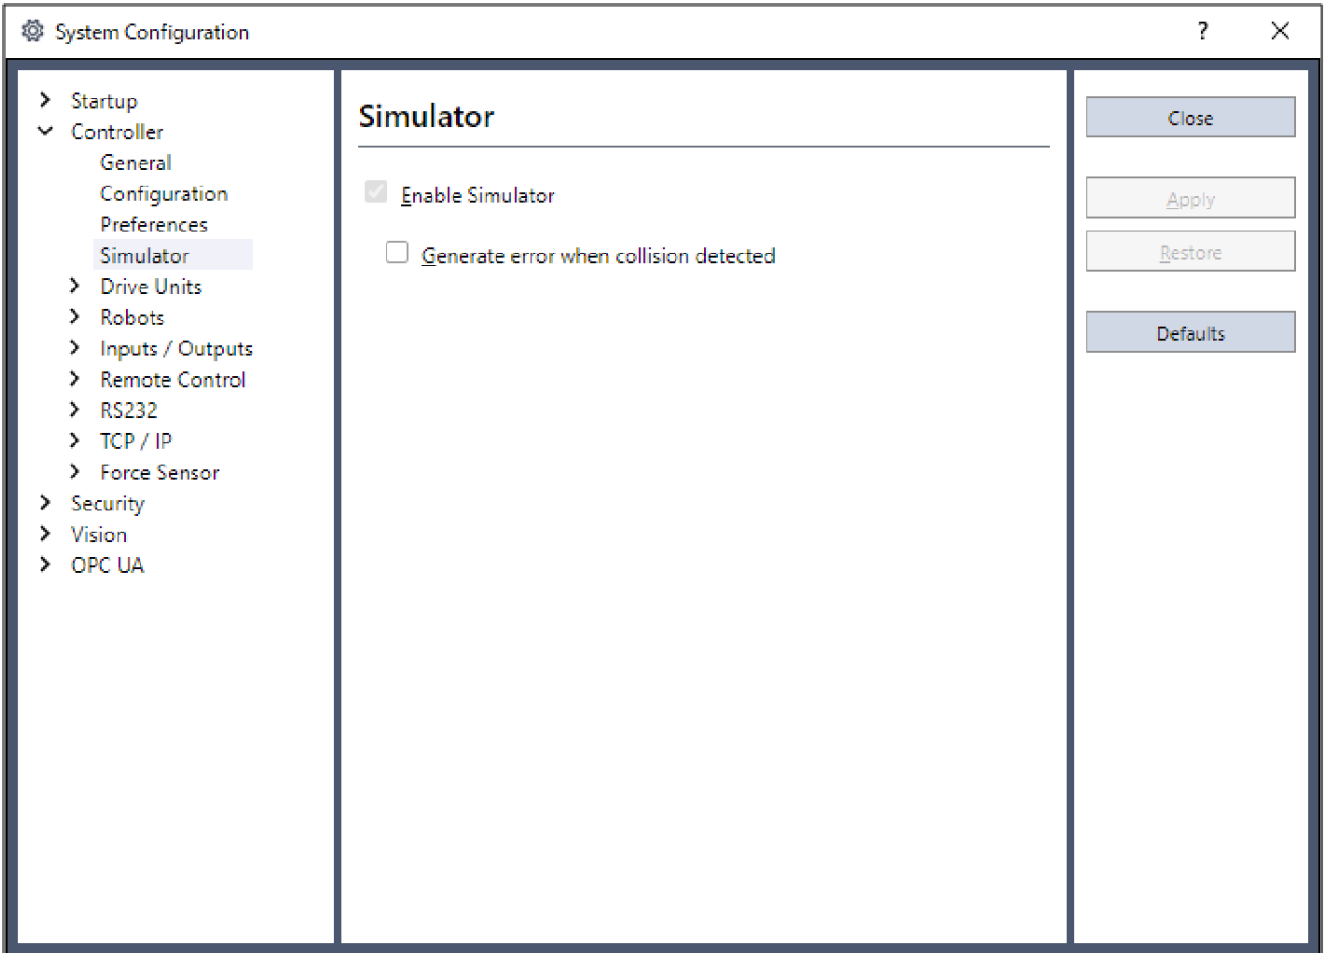 System Configuration
?
Startup
Controller
General
Configuration
Preferences
Simulator
Drive Units
Robots
Inputs / Outputs
Remote Control
RS232
TCP / IP
Force Sensor
Security
Vision
OPC UA
Simulator
Enable Simulator
Generate error when collision detected
Close
Apply
Restore
Defaults